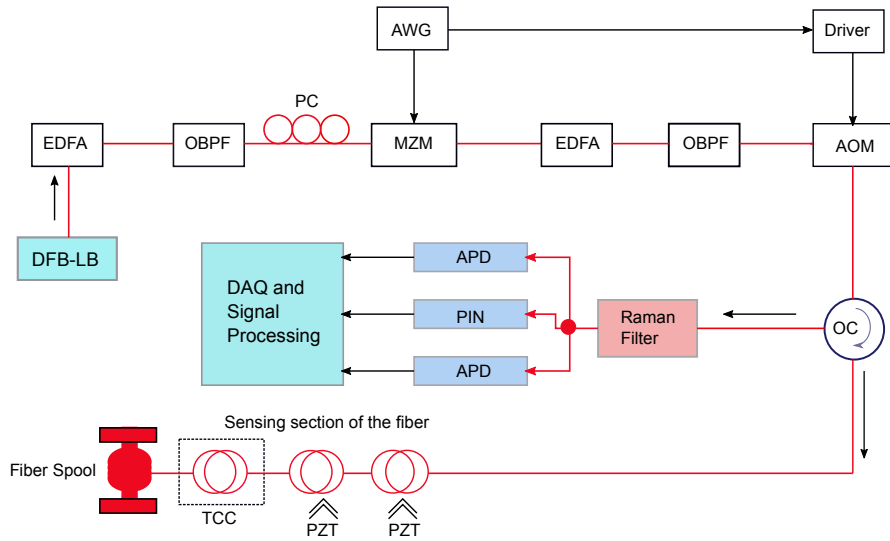 AWG
Driver
PC
EDFA
OBPF
MZM
EDFA
OBPF
AOM
DFB-LB
DAQ and
Signal
Processing
APD
PIN
APD
Raman
Filter
OC
Sensing section of the fiber
Fiber Spool
TCC
PZT
PZT